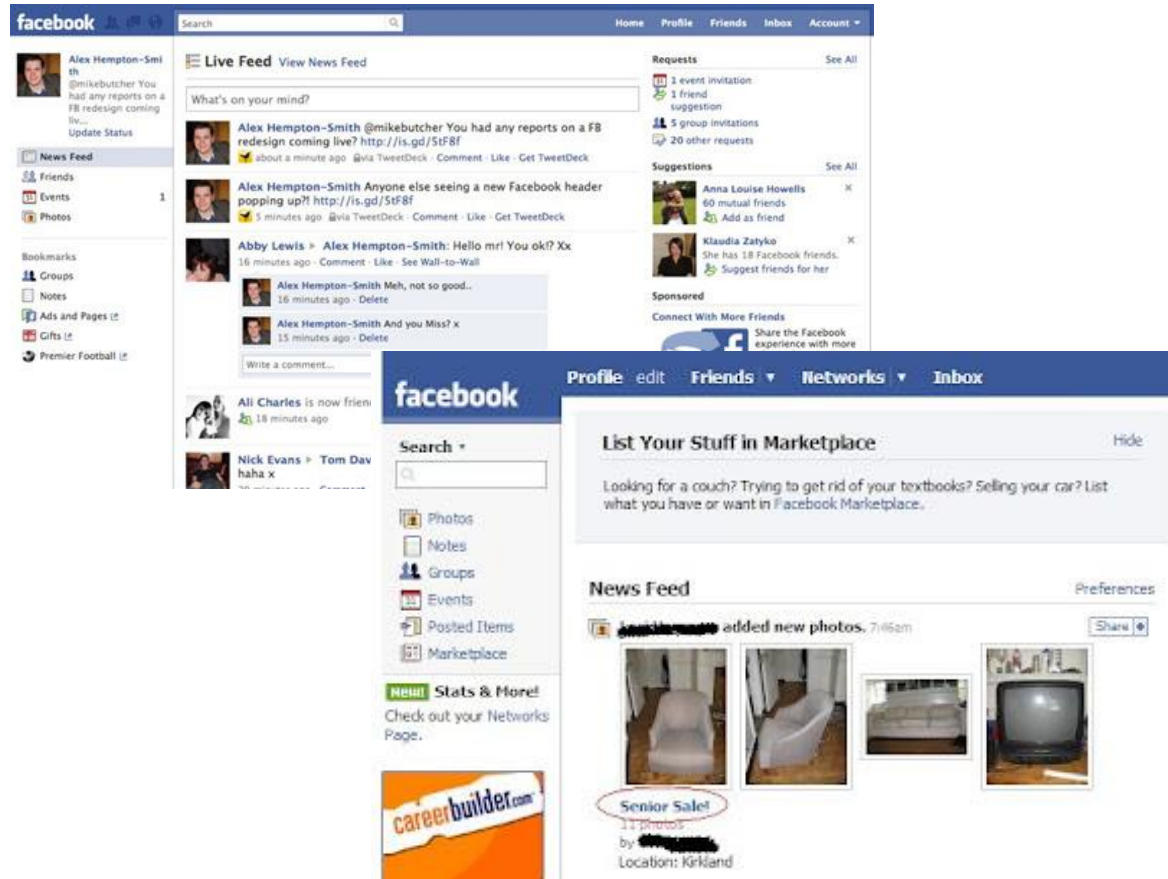 facebook
Search
Home Profile Friends Inbox Account
Alex Hempton-Smi
th
@mikebutcher You
had any reports on a
FB redesign coming
liv...
Update Status
News Feed
Friends
Events 1
Photos
Bookmarks
Groups
Notes
Ads and Pages
Gifts
Premier Football
Live Feed View News Feed
What's on your mind?
Alex Hempton-Smith @mikebutcher You had any reports on a FB
redesign coming live? http://is.gd/5tF8f
about a minute ago via TweetDeck · Comment · Like · Get TweetDeck
Alex Hempton-Smith Anyone else seeing a new Facebook header
popping up?! http://is.gd/5tF8f
5 minutes ago via TweetDeck · Comment · Like · Get TweetDeck
Abby Lewis ▸ Alex Hempton-Smith: Hello mr! You ok!? Xx
16 minutes ago · Comment · Like · See Wall-to-Wall
Alex Hempton-Smith Meh, not so good..
16 minutes ago · Delete
Alex Hempton-Smith And you Miss? x
15 minutes ago · Delete
Write a comment...
Ali Charles is now frien
18 minutes ago
Nick Evans ▸ Tom Dav
haha x
Requests See All
31
1 event invitation
1 friend
suggestion
5 group invitations
20 other requests
Suggestions See All
Anna Louise Howells ×
60 mutual friends
Add as friend
Klaudia Zatyko ×
She has 18 Facebook friends.
Suggest friends for her
Sponsored
Connect With More Friends
Share the Facebook
experience with more
facebook
Profile edit Friends Networks Inbox
Search
Photos
Notes
Groups
31 Events
Posted Items
Marketplace
New! Stats & More!
Check out your Networks
Page.
careerbuilder.com
List Your Stuff in Marketplace Hide
Looking for a couch? Trying to get rid of your textbooks? Selling your car? List
what you have or want in Facebook Marketplace.
News Feed Preferences
added new photos. 7:46am Share +
Senior Sale!
11 photos
by
Location: Kirkland